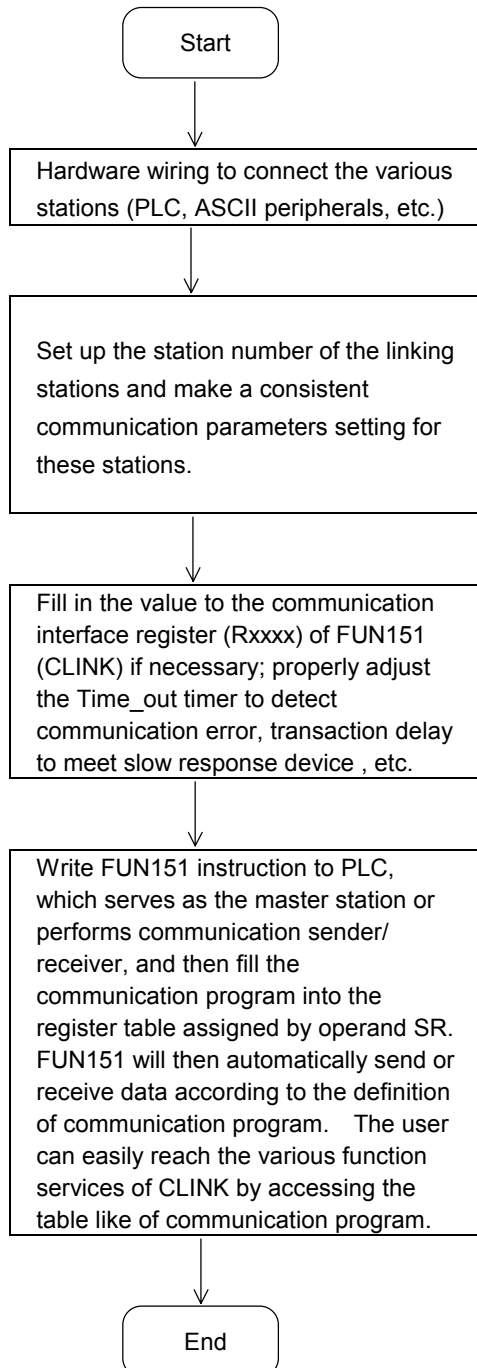 Start
Hardware wiring to connect the various
stations (PLC, ASCII peripherals, etc.)
Set up the station number of the linking
stations and make a consistent
communication parameters setting for
these stations.
Fill in the value to the communication
interface register (Rxxxx) of FUN151
(CLINK) if necessary; properly adjust
the Time_out timer to detect
communication error, transaction delay
to meet slow response device , etc.
Write FUN151 instruction to PLC,
which serves as the master station or
performs communication sender/
receiver, and then fill the
communication program into the
register table assigned by operand SR.
FUN151 will then automatically send or
receive data according to the definition
of communication program.    The user
can easily reach the various function
services of CLINK by accessing the
table like of communication program.
End